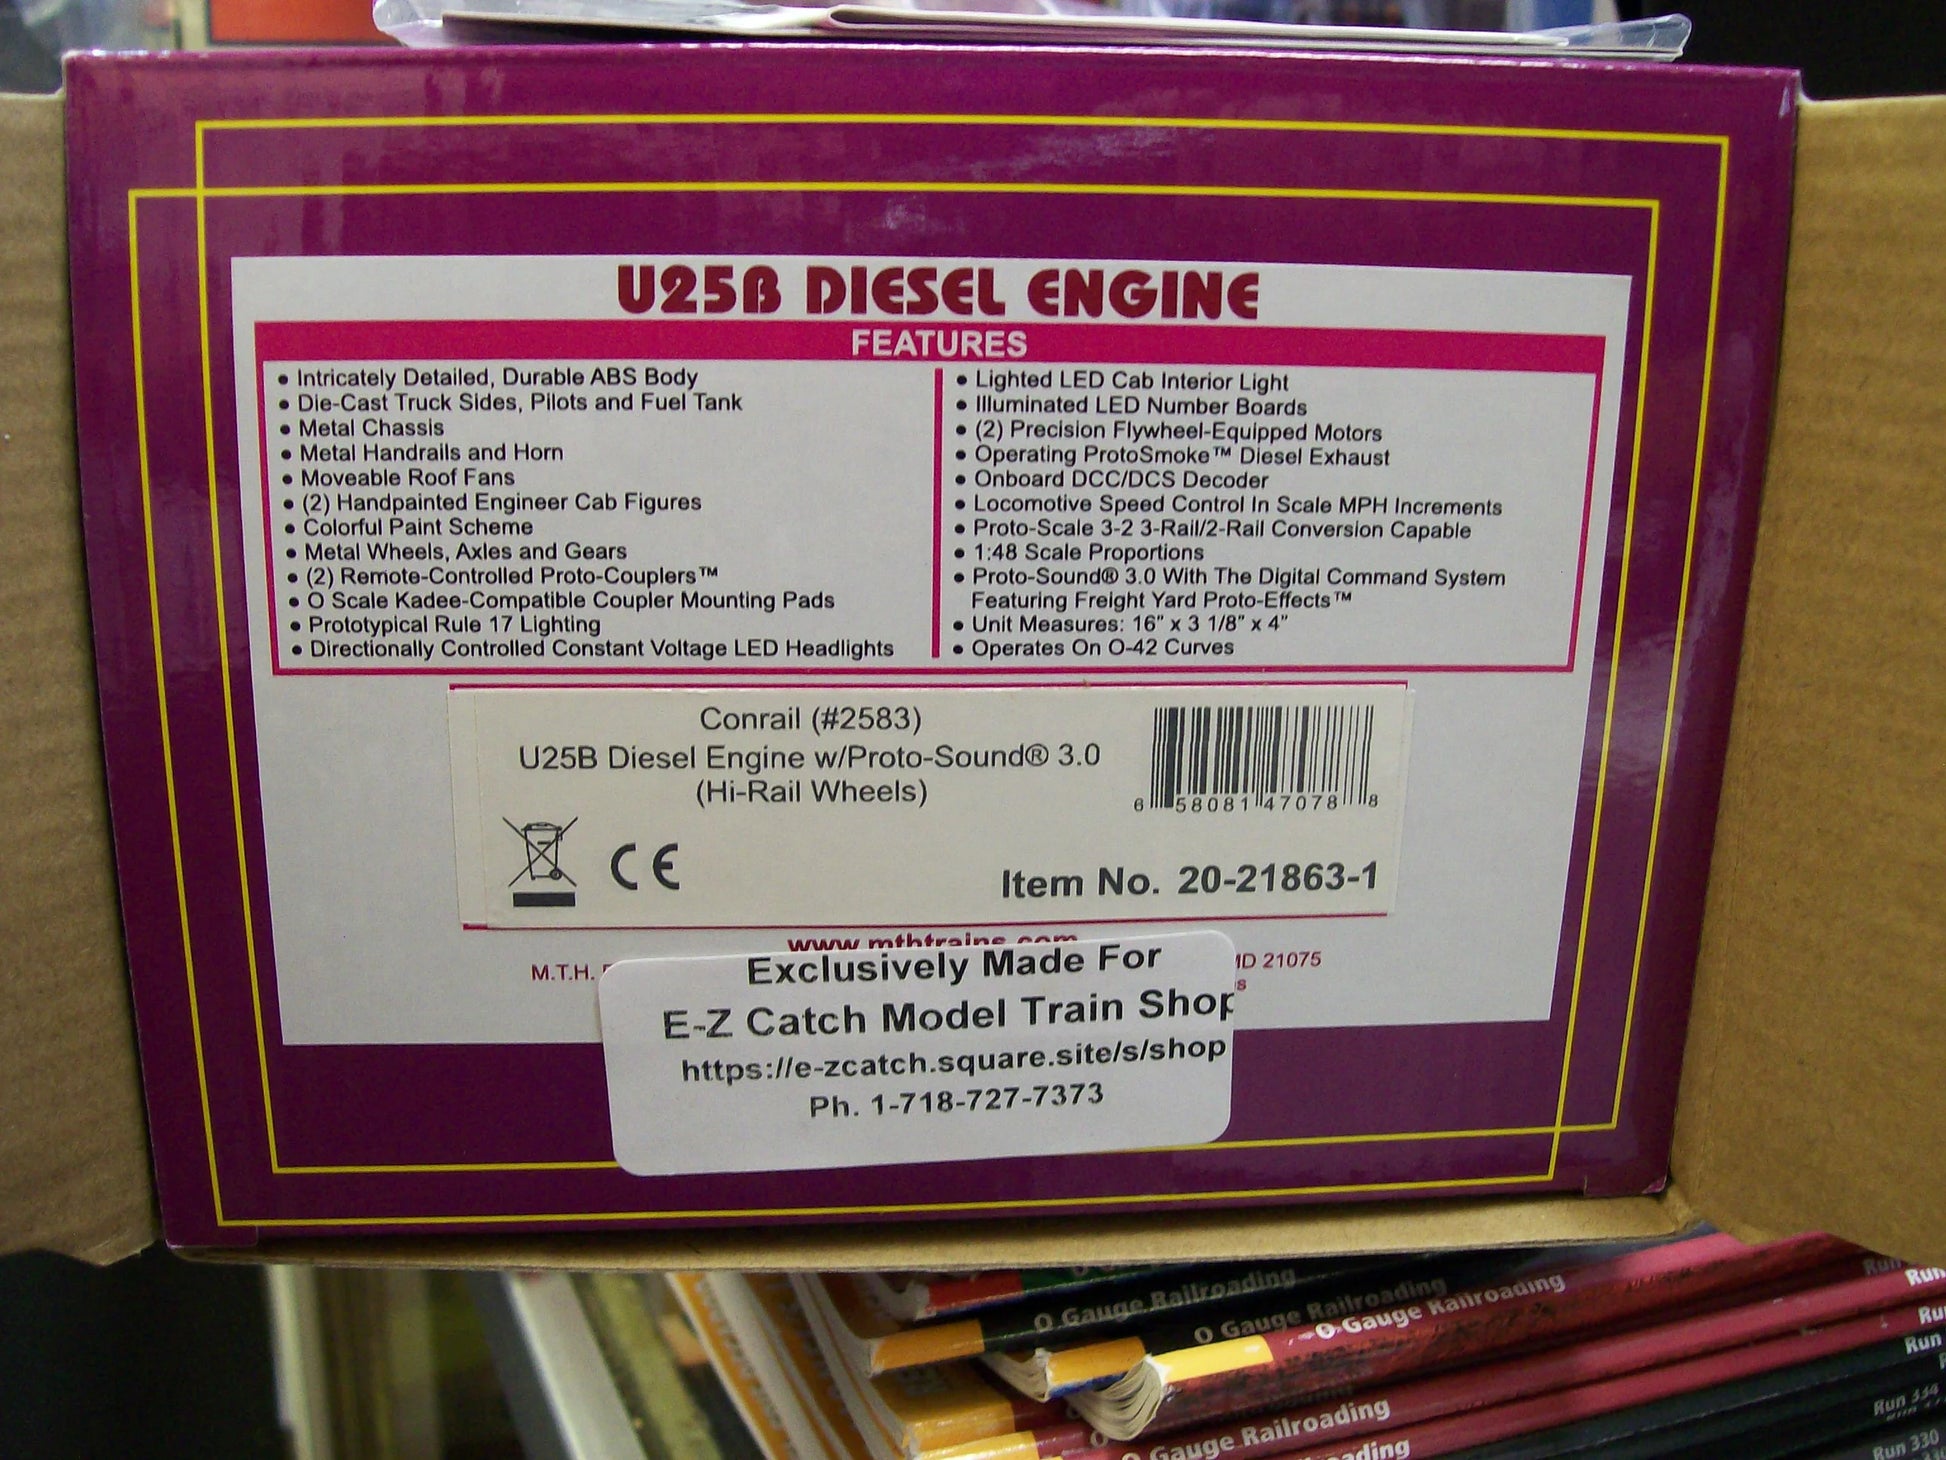 U25B DIESEL ENGINE
FEATURES
• Intricately Detailed, Durable ABS Body
• Die-Cast Truck Sides, Pilots and Fuel Tank
• Metal Chassis
• Metal Handrails and Horn
• Moveable Roof Fans
• (2) Handpainted Engineer Cab Figures
• Colorful Paint Scheme
• Metal Wheels, Axles and Gears
• (2) Remote-Controlled Proto-Couplers™
• O Scale Kadee-Compatible Coupler Mounting Pads
• Prototypical Rule 17 Lighting
• Directionally Controlled Constant Voltage LED Headlights
• Lighted LED Cab Interior Light
• Illuminated LED Number Boards
• (2) Precision Flywheel-Equipped Motors
• Operating ProtoSmoke™ Diesel Exhaust
• Onboard DCC/DCS Decoder
• Locomotive Speed Control In Scale MPH Increments
• Proto-Scale 3-2 3-Rail/2-Rail Conversion Capable
• 1:48 Scale Proportions
• Proto-Sound® 3.0 With The Digital Command System
Featuring Freight Yard Proto-Effects™
• Unit Measures: 16" x 3 1/8" x 4"
• Operates On O-42 Curves
Conrail (#2583)
U25B Diesel Engine w/Proto-Sound® 3.0
(Hi-Rail Wheels)
6 58081 47078 8
CE
Item No. 20-21863-1
www.mthtrains.com
M.T.H. MD 21075
Exclusively Made For
E-Z Catch Model Train Shop
https://e-zcatch.square.site/s/shop
Ph. 1-718-727-7373
O Gauge Railroading
O Gauge Railroading
O Gauge Railroading Run
Run
Run
O Gauge Railroading Run 334
Run 330